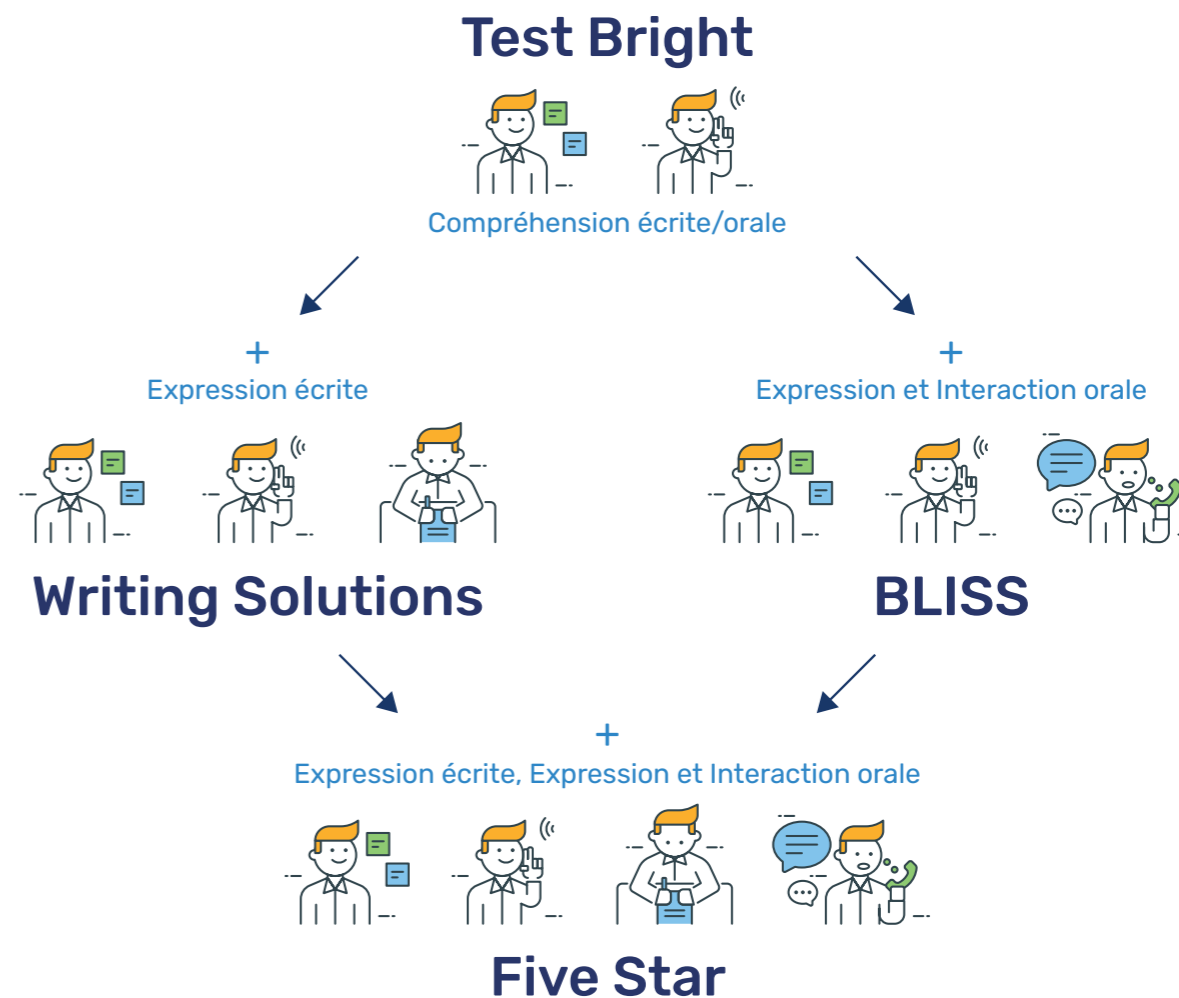 Test Bright
Compréhension écrite/orale
+
Expression écrite
+
Expression et Interaction orale
Writing Solutions
BLISS
+
Expression écrite, Expression et Interaction orale
Five Star